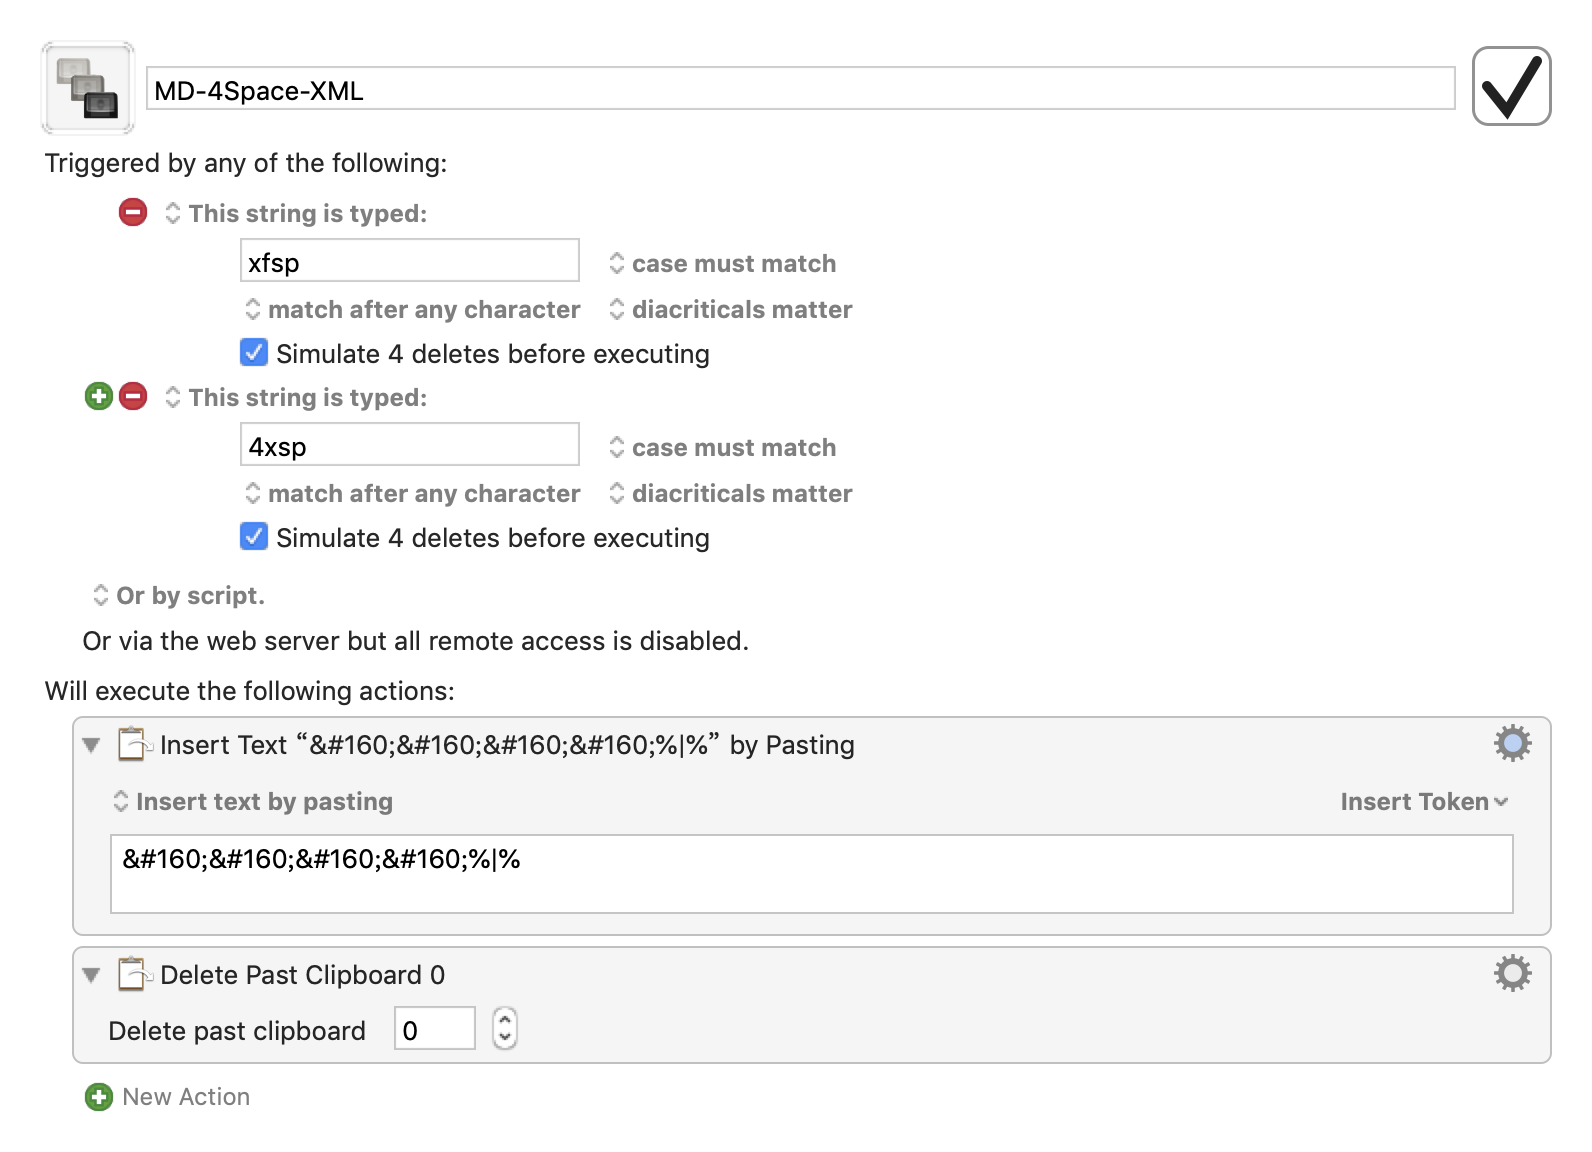 MD-4Space-XML
Triggered by any of the following:
This string is typed:
xfsp case must match
match after any character diacriticals matter
Simulate 4 deletes before executing
This string is typed:
4xsp case must match
match after any character diacriticals matter
Simulate 4 deletes before executing
Or by script.
Or via the web server but all remote access is disabled.
Will execute the following actions:
Insert Text “&#160;&#160;&#160;&#160;%|%” by Pasting
Insert text by pasting Insert Token
&#160;&#160;&#160;&#160;%|%
Delete Past Clipboard 0
Delete past clipboard 0
New Action